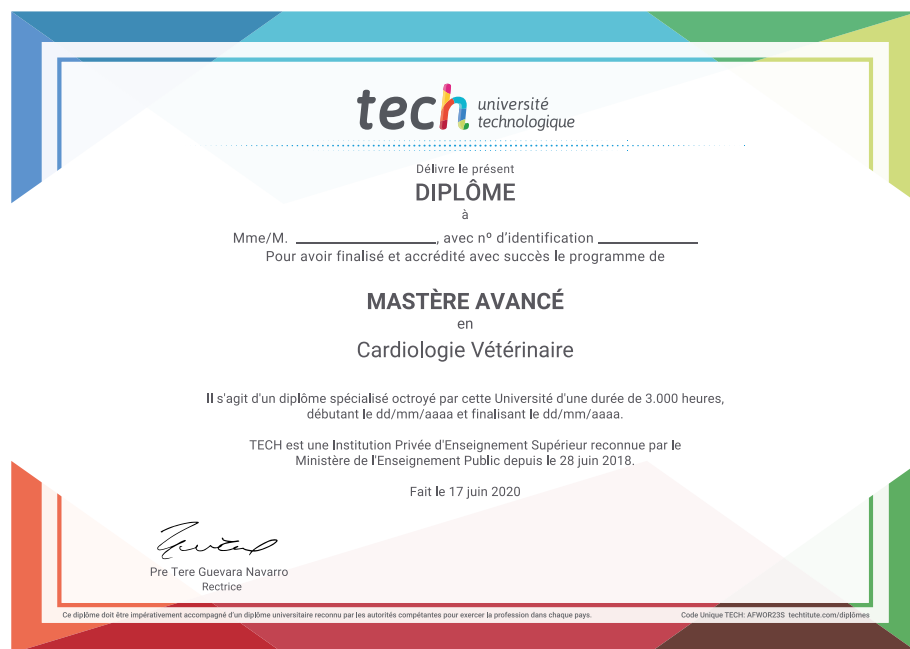 tech université
technologique
Délivre le présent
DIPLÔME
à
Mme/M. ____________, avec nº d'identification ____________
Pour avoir finalisé et accrédité avec succès le programme de
MASTÈRE AVANCÉ
en
Cardiologie Vétérinaire
Il s'agit d'un diplôme spécialisé octroyé par cette Université d'une durée de 3.000 heures,
débutant le dd/mm/aaaa et finalisant le dd/mm/aaaa.
TECH est une Institution Privée d'Enseignement Supérieur reconnue par le
Ministère de l'Enseignement Public depuis le 28 juin 2018.
Fait le 17 juin 2020
Pre Tere Guevara Navarro
Rectrice
Ce diplôme doit être impérativement accompagné d'un diplôme universitaire reconnu par les autorités compétentes pour exercer la profession dans chaque pays.
Code Unique TECH: AFWOR23S techtitute.com/diplômes